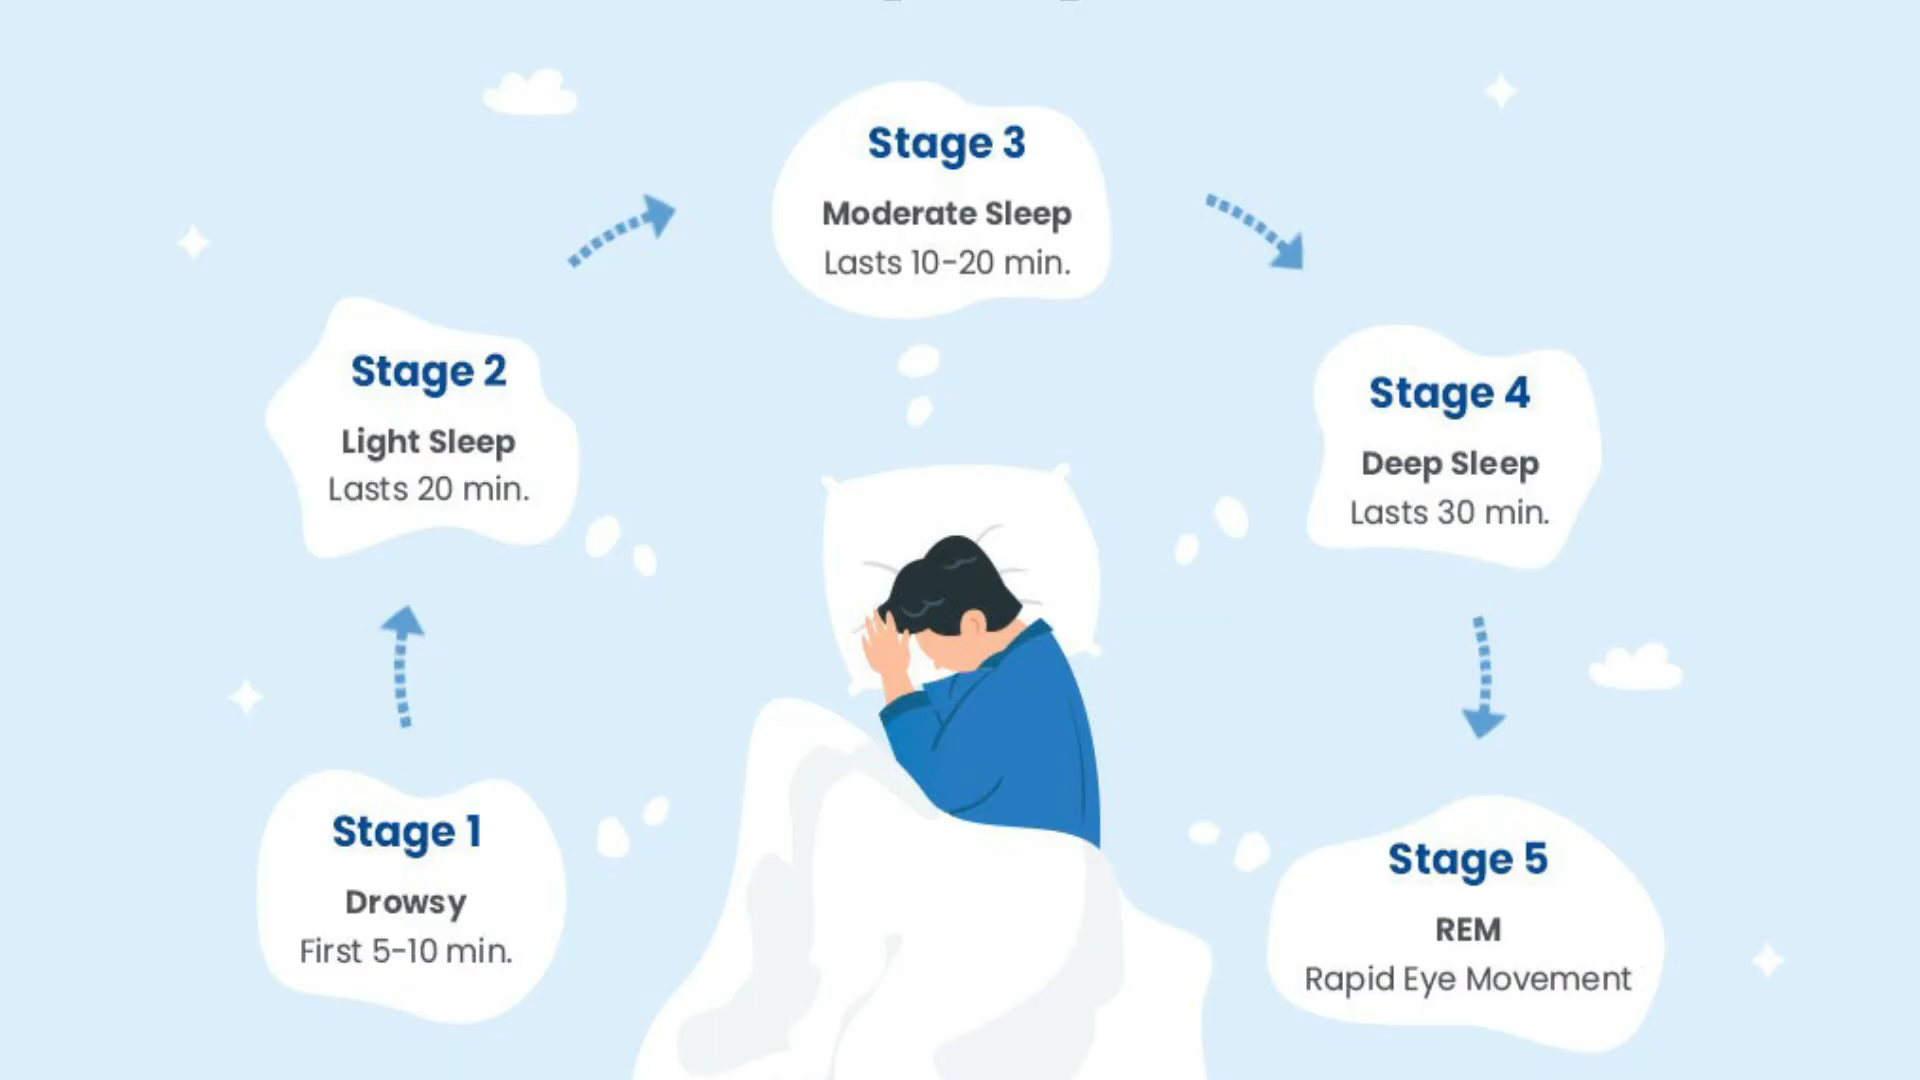 Stage 1
Drowsy
First 5-10 min.
Stage 2
Light Sleep
Lasts 20 min.
Stage 3
Moderate Sleep
Lasts 10-20 min.
Stage 4
Deep Sleep
Lasts 30 min.
Stage 5
REM
Rapid Eye Movement